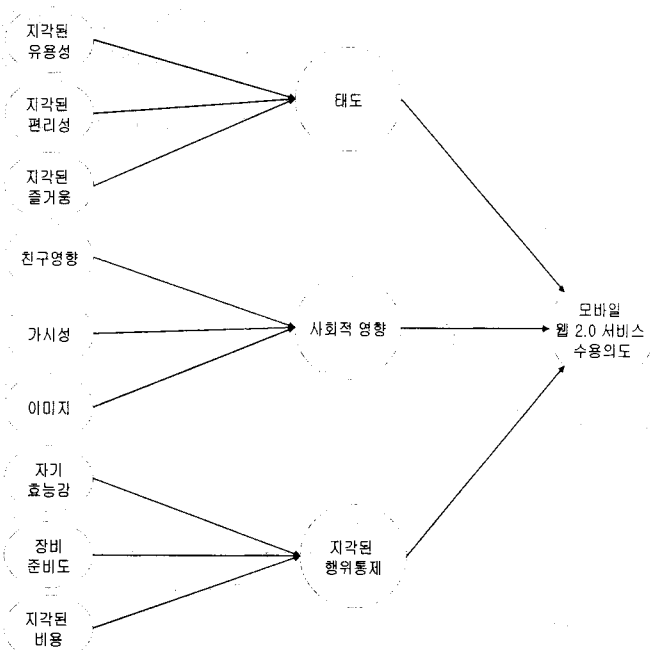 지각된
유용성
지각된
편리성
지각된
즐거움
친구영향
가시성
이미지
자기
효능감
장비
준비도
지각된
비용
태도
사회적 영향
지각된
행위통제
모바일
웹 2.0 서비스
수용의도